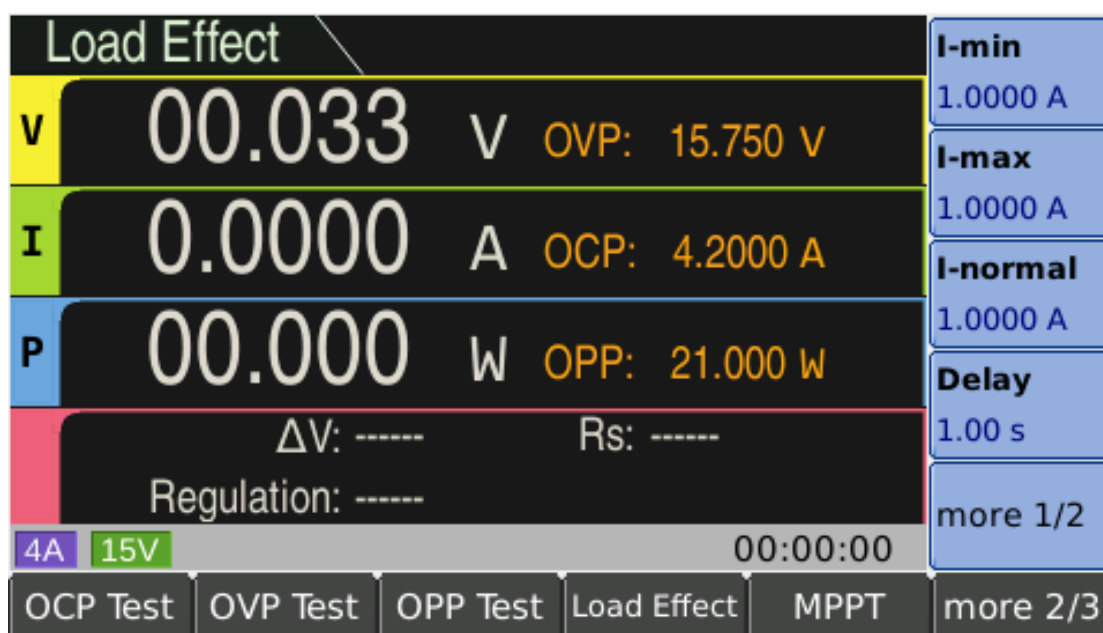 Load Effect
V 00.033 V OVP: 15.750 V
I 0.0000 A OCP: 4.2000 A
P 00.000 W OPP: 21.000 W
ΔV: ------ Rs: ------
Regulation: ------
4A 15V 00:00:00
I-min
1.0000 A
I-max
1.0000 A
I-normal
1.0000 A
Delay
1.00 s
more 1/2
OCP Test OVP Test OPP Test Load Effect MPPT more 2/3